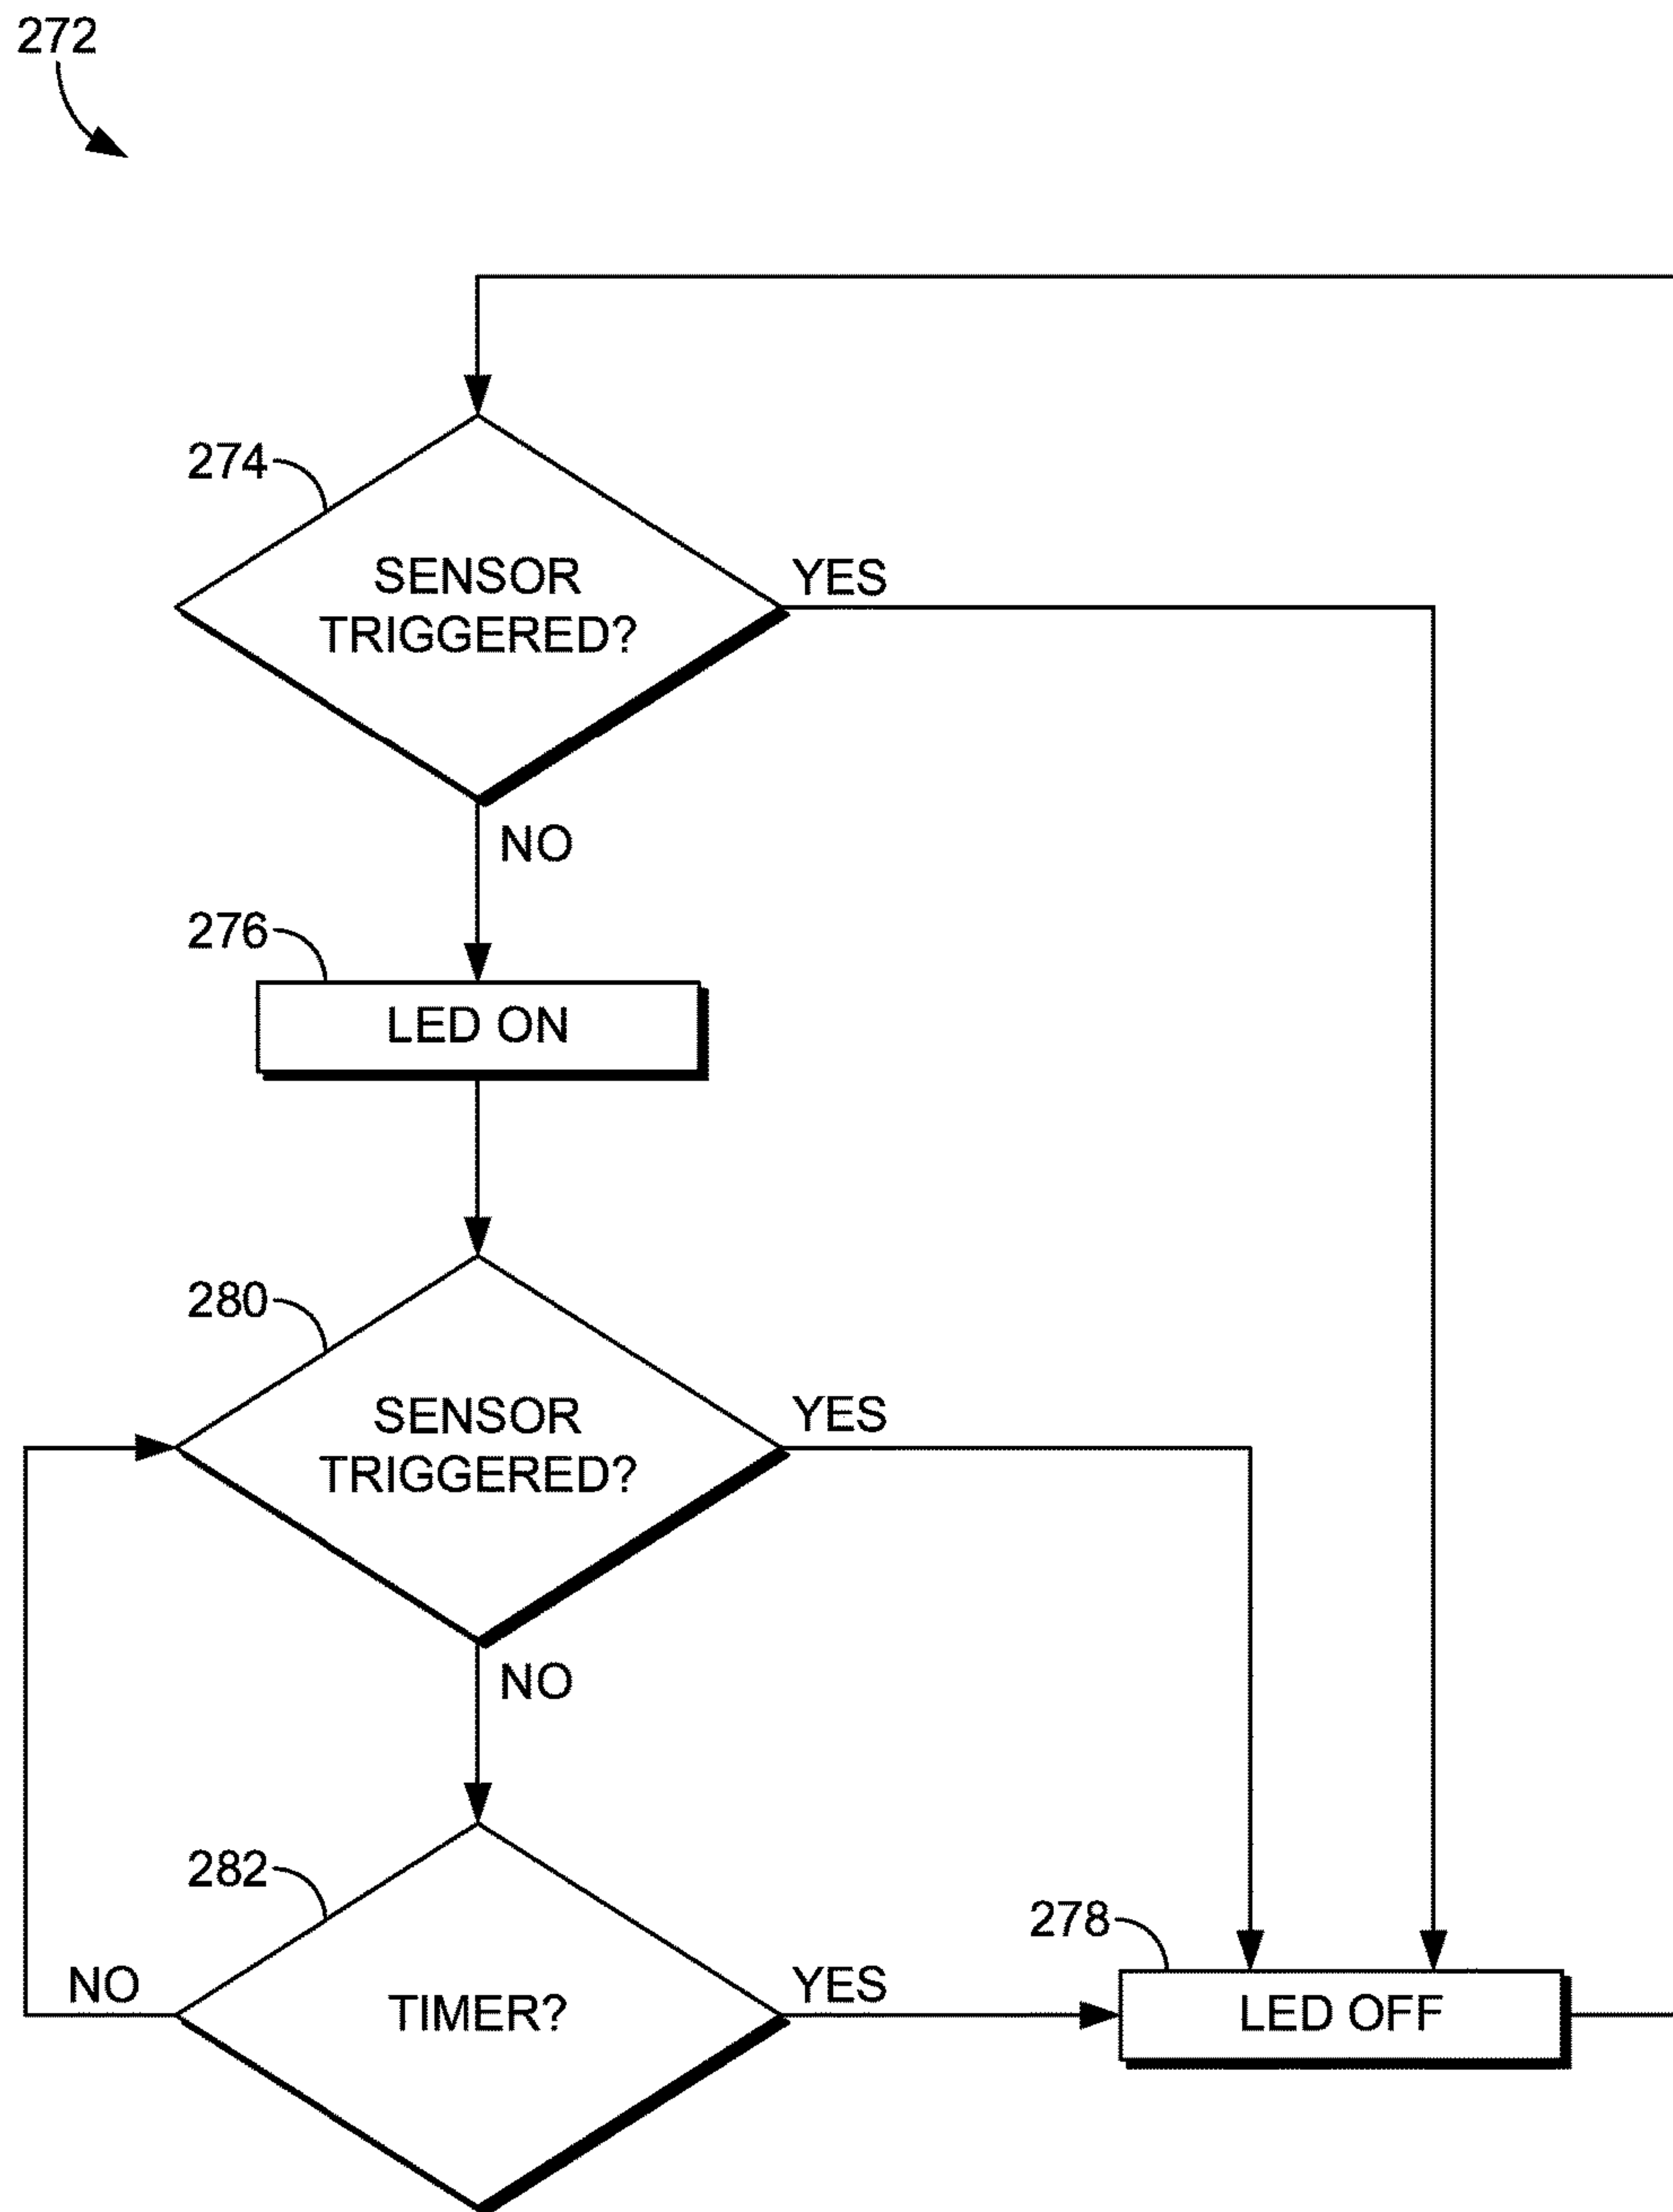 272
274
SENSOR
TRIGGERED?
YES
NO
276
LED ON
280
SENSOR
TRIGGERED?
YES
NO
282
TIMER?
NO
YES
278
LED OFF